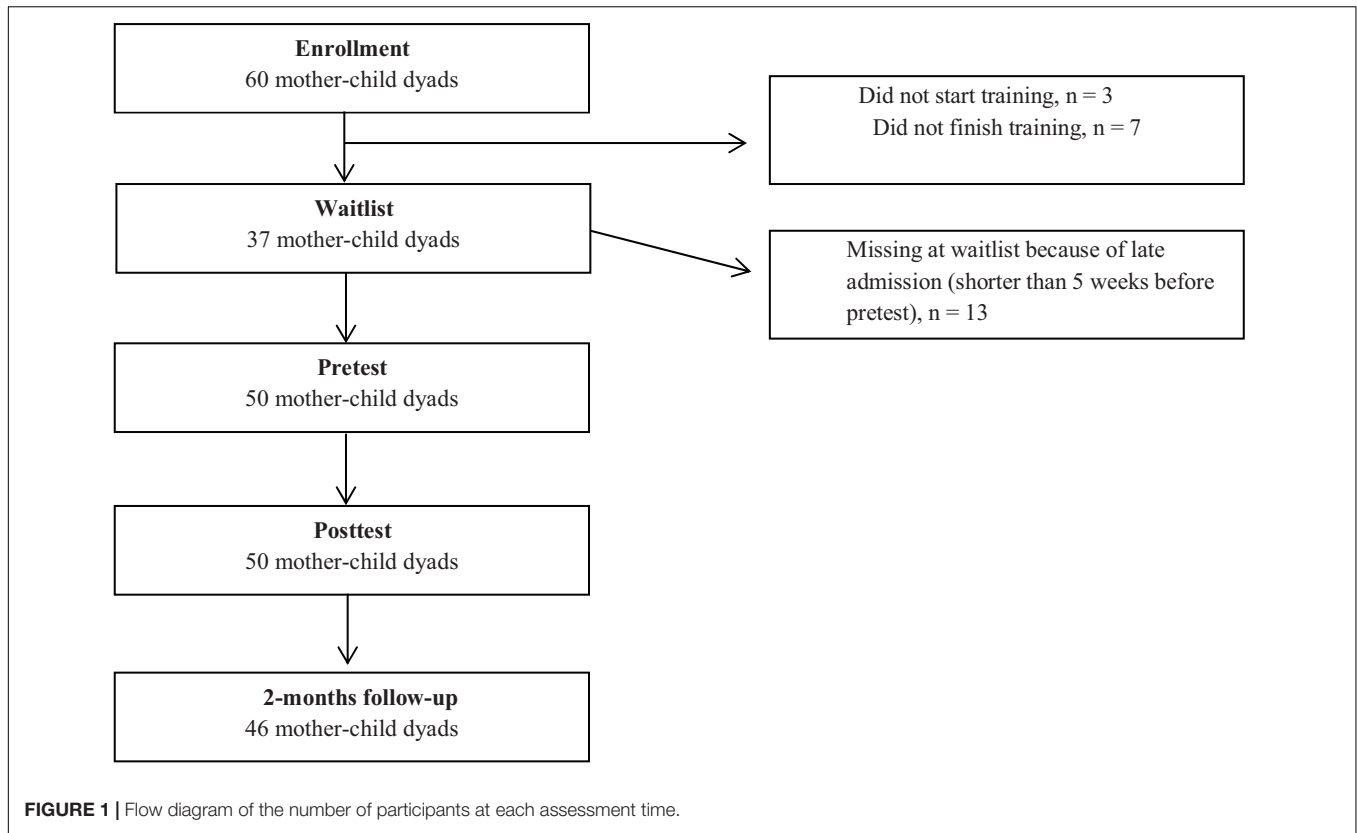 Enrollment
60 mother-child dyads
Did not start training, n = 3
Did not finish training, n = 7
Waitlist
37 mother-child dyads
Missing at waitlist because of late
admission (shorter than 5 weeks before
pretest), n = 13
Pretest
50 mother-child dyads
Posttest
50 mother-child dyads
2-months follow-up
46 mother-child dyads
FIGURE 1 | Flow diagram of the number of participants at each assessment time.